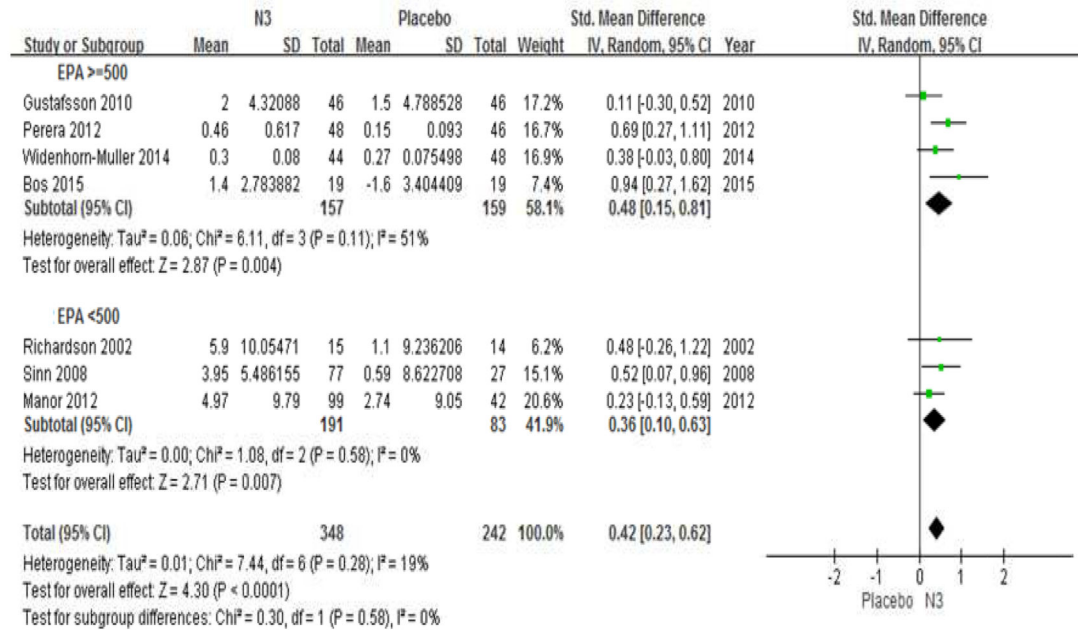 N3 Placebo Std. Mean Difference Std. Mean Difference
Study or Subgroup Mean SD Total Mean SD Total Weight IV, Random, 95% CI Year IV, Random, 95% CI
EPA >=500
Gustafsson 2010 2 4.32088 46 1.5 4.788528 46 17.2% 0.11 [-0.30, 0.52] 2010
Perera 2012 0.46 0.617 48 0.15 0.093 46 16.7% 0.69 [0.27, 1.11] 2012
Widenhorn-Muller 2014 0.3 0.08 44 0.27 0.075498 48 16.9% 0.38 [-0.03, 0.80] 2014
Bos 2015 1.4 2.783882 19 -1.6 3.404409 19 7.4% 0.94 [0.27, 1.62] 2015
Subtotal (95% CI) 157 159 58.1% 0.48 [0.15, 0.81]
Heterogeneity: Tau² = 0.06; Chi² = 6.11, df = 3 (P = 0.11); I² = 51%
Test for overall effect: Z = 2.87 (P = 0.004)
EPA <500
Richardson 2002 5.9 10.05471 15 1.1 9.236206 14 6.2% 0.48 [-0.26, 1.22] 2002
Sinn 2008 3.95 5.486155 77 0.59 8.622708 27 15.1% 0.52 [0.07, 0.96] 2008
Manor 2012 4.97 9.79 99 2.74 9.05 42 20.6% 0.23 [-0.13, 0.59] 2012
Subtotal (95% CI) 191 83 41.9% 0.36 [0.10, 0.63]
Heterogeneity: Tau² = 0.00; Chi² = 1.08, df = 2 (P = 0.58); I² = 0%
Test for overall effect: Z = 2.71 (P = 0.007)
Total (95% CI) 348 242 100.0% 0.42 [0.23, 0.62]
Heterogeneity: Tau² = 0.01; Chi² = 7.44, df = 6 (P = 0.28); I² = 19%
Test for overall effect: Z = 4.30 (P < 0.0001)
Test for subgroup differences: Chi² = 0.30, df = 1 (P = 0.58), I² = 0%
-2 -1 0 1 2
Placebo N3